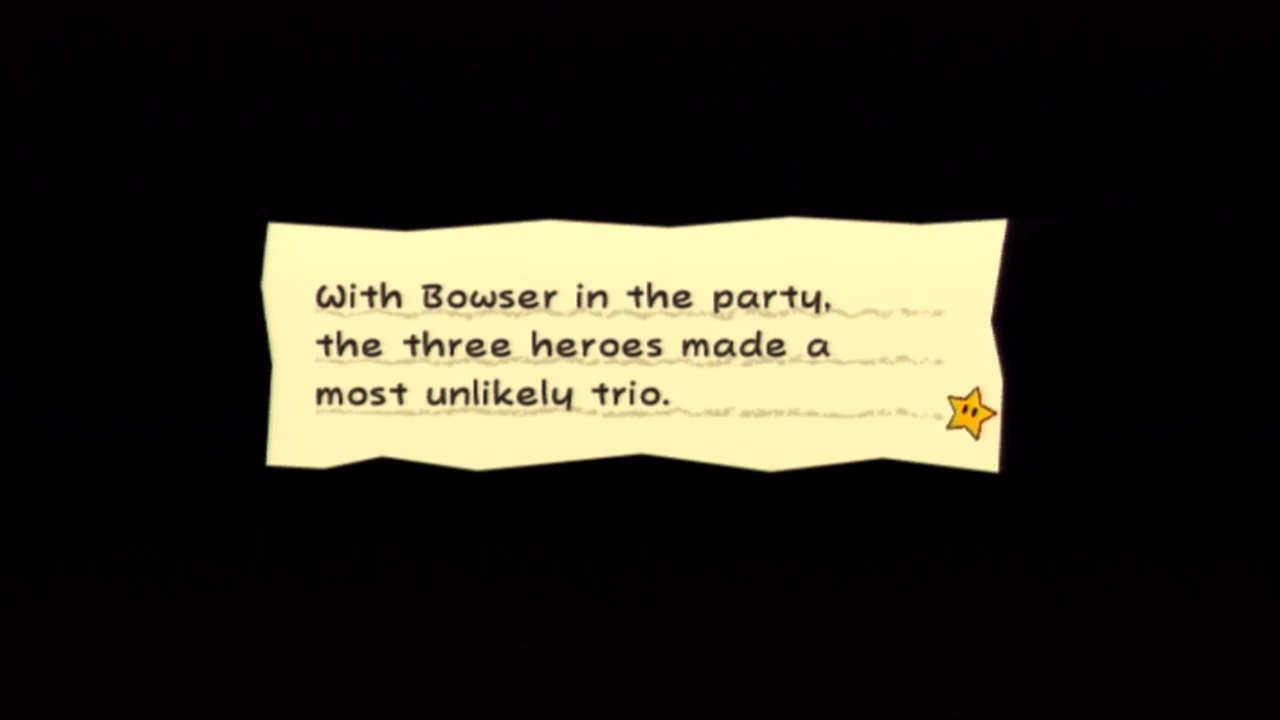 With Bowser in the party,
the three heroes made a
most unlikely trio.